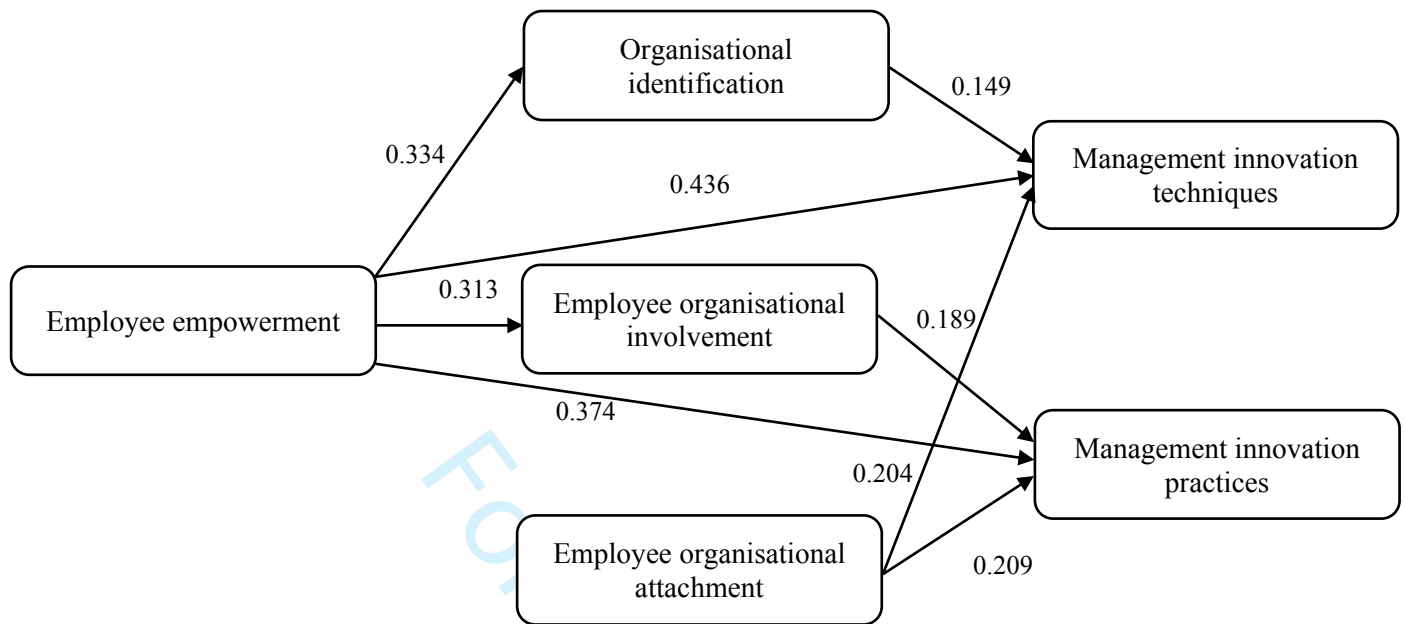 Organisational
identification
0.149
0.334
Management innovation
techniques
0.436
Employee empowerment
0.313
Employee organisational
involvement
0.189
0.374
Management innovation
practices
0.204
Employee organisational
attachment
0.209
For